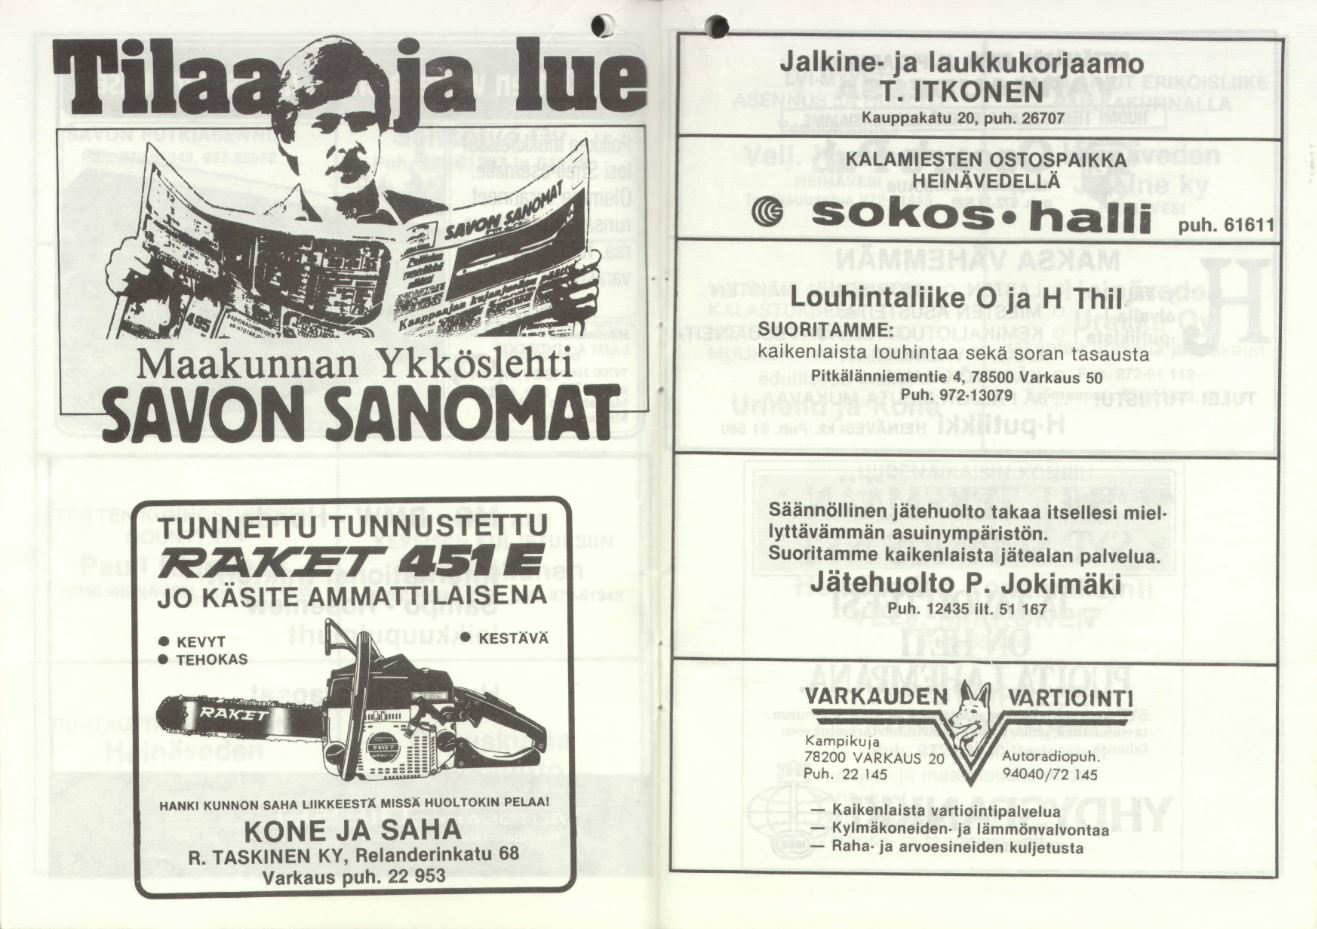 Tilaa ja lue
SAVON SANOMAT
Maakunnan Ykköslehti
SAVON SANOMAT
TUNNETTU TUNNUSTETTU
RAKET 451 E
JO KÄSITE AMMATTILAISENA
● KEVYT
● TEHOKAS
● KESTÄVÄ
RAKET
HANKI KUNNON SAHA LIIKKEESTÄ MISSÄ HUOLTOKIN PELAA!
KONE JA SAHA
R. TASKINEN KY, Relanderinkatu 68
Varkaus puh. 22 953
Jalkine- ja laukkukorjaamo
T. ITKONEN
Kauppakatu 20, puh. 26707
KALAMIESTEN OSTOSPAIKKA
HEINÄVEDELLÄ
sokos•halli puh. 61611
Louhintaliike O ja H Thil
SUORITAMME:
kaikenlaista louhintaa sekä soran tasausta
Pitkälänniementie 4, 78500 Varkaus 50
Puh. 972-13079
Säännöllinen jätehuolto takaa itsellesi miel-
lyttävämmän asuinympäristön.
Suoritamme kaikenlaista jätealan palvelua.
Jätehuolto P. Jokimäki
Puh. 12435 ilt. 51 167
VARKAUDEN VARTIOINTI
Kampikuja
78200 VARKAUS 20
Puh. 22 145
Autoradiopuh.
94040/72 145
— Kaikenlaista vartiointipalvelua
— Kylmäkoneiden- ja lämmönvalvontaa
— Raha- ja arvoesineiden kuljetusta